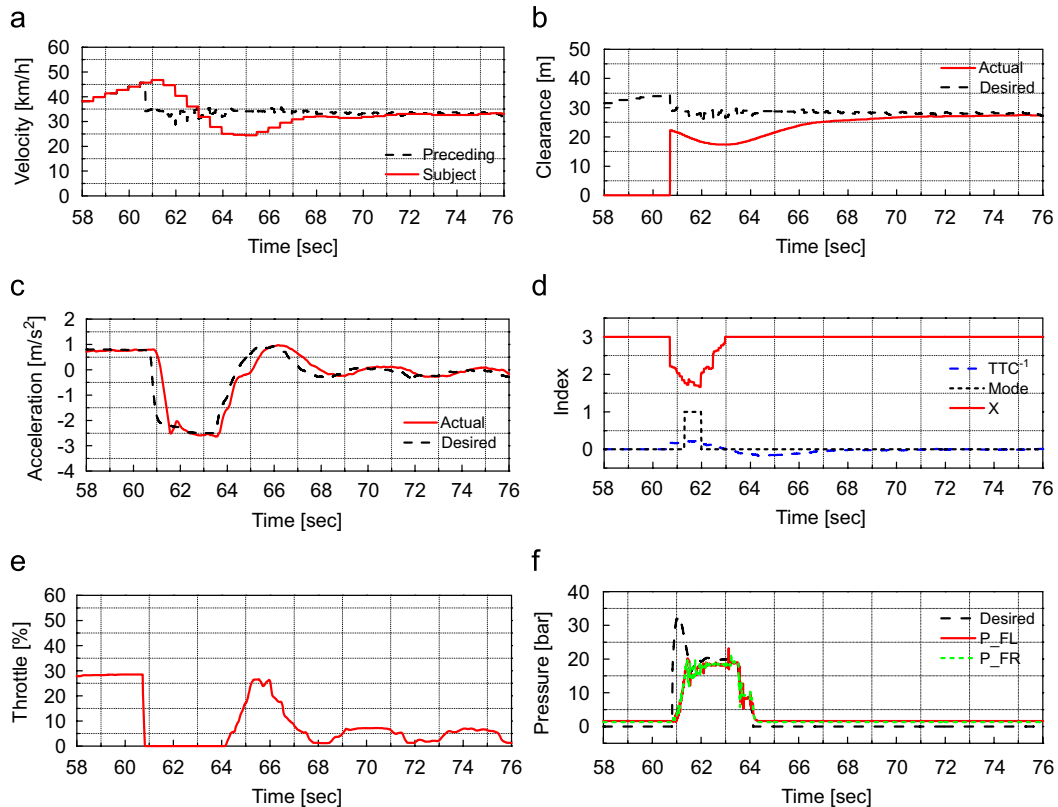 a
60
50
40
30
20
10
0
Velocity [km/h]
Preceding
Subject
58 60 62 64 66 68 70 72 74 76
Time [sec]
b
50
40
30
20
10
0
Clearance [m]
Actual
Desired
58 60 62 64 66 68 70 72 74 76
Time [sec]
c
2
1
0
-1
-2
-3
-4
Acceleration [m/s²]
Actual
Desired
58 60 62 64 66 68 70 72 74 76
Time [sec]
d
3
2
1
0
Index
TTC⁻¹
Mode
X
58 60 62 64 66 68 70 72 74 76
Time [sec]
e
60
50
40
30
20
10
0
Throttle [%]
58 60 62 64 66 68 70 72 74 76
Time [sec]
f
40
30
20
10
0
Pressure [bar]
Desired
P_FL
P_FR
58 60 62 64 66 68 70 72 74 76
Time [sec]